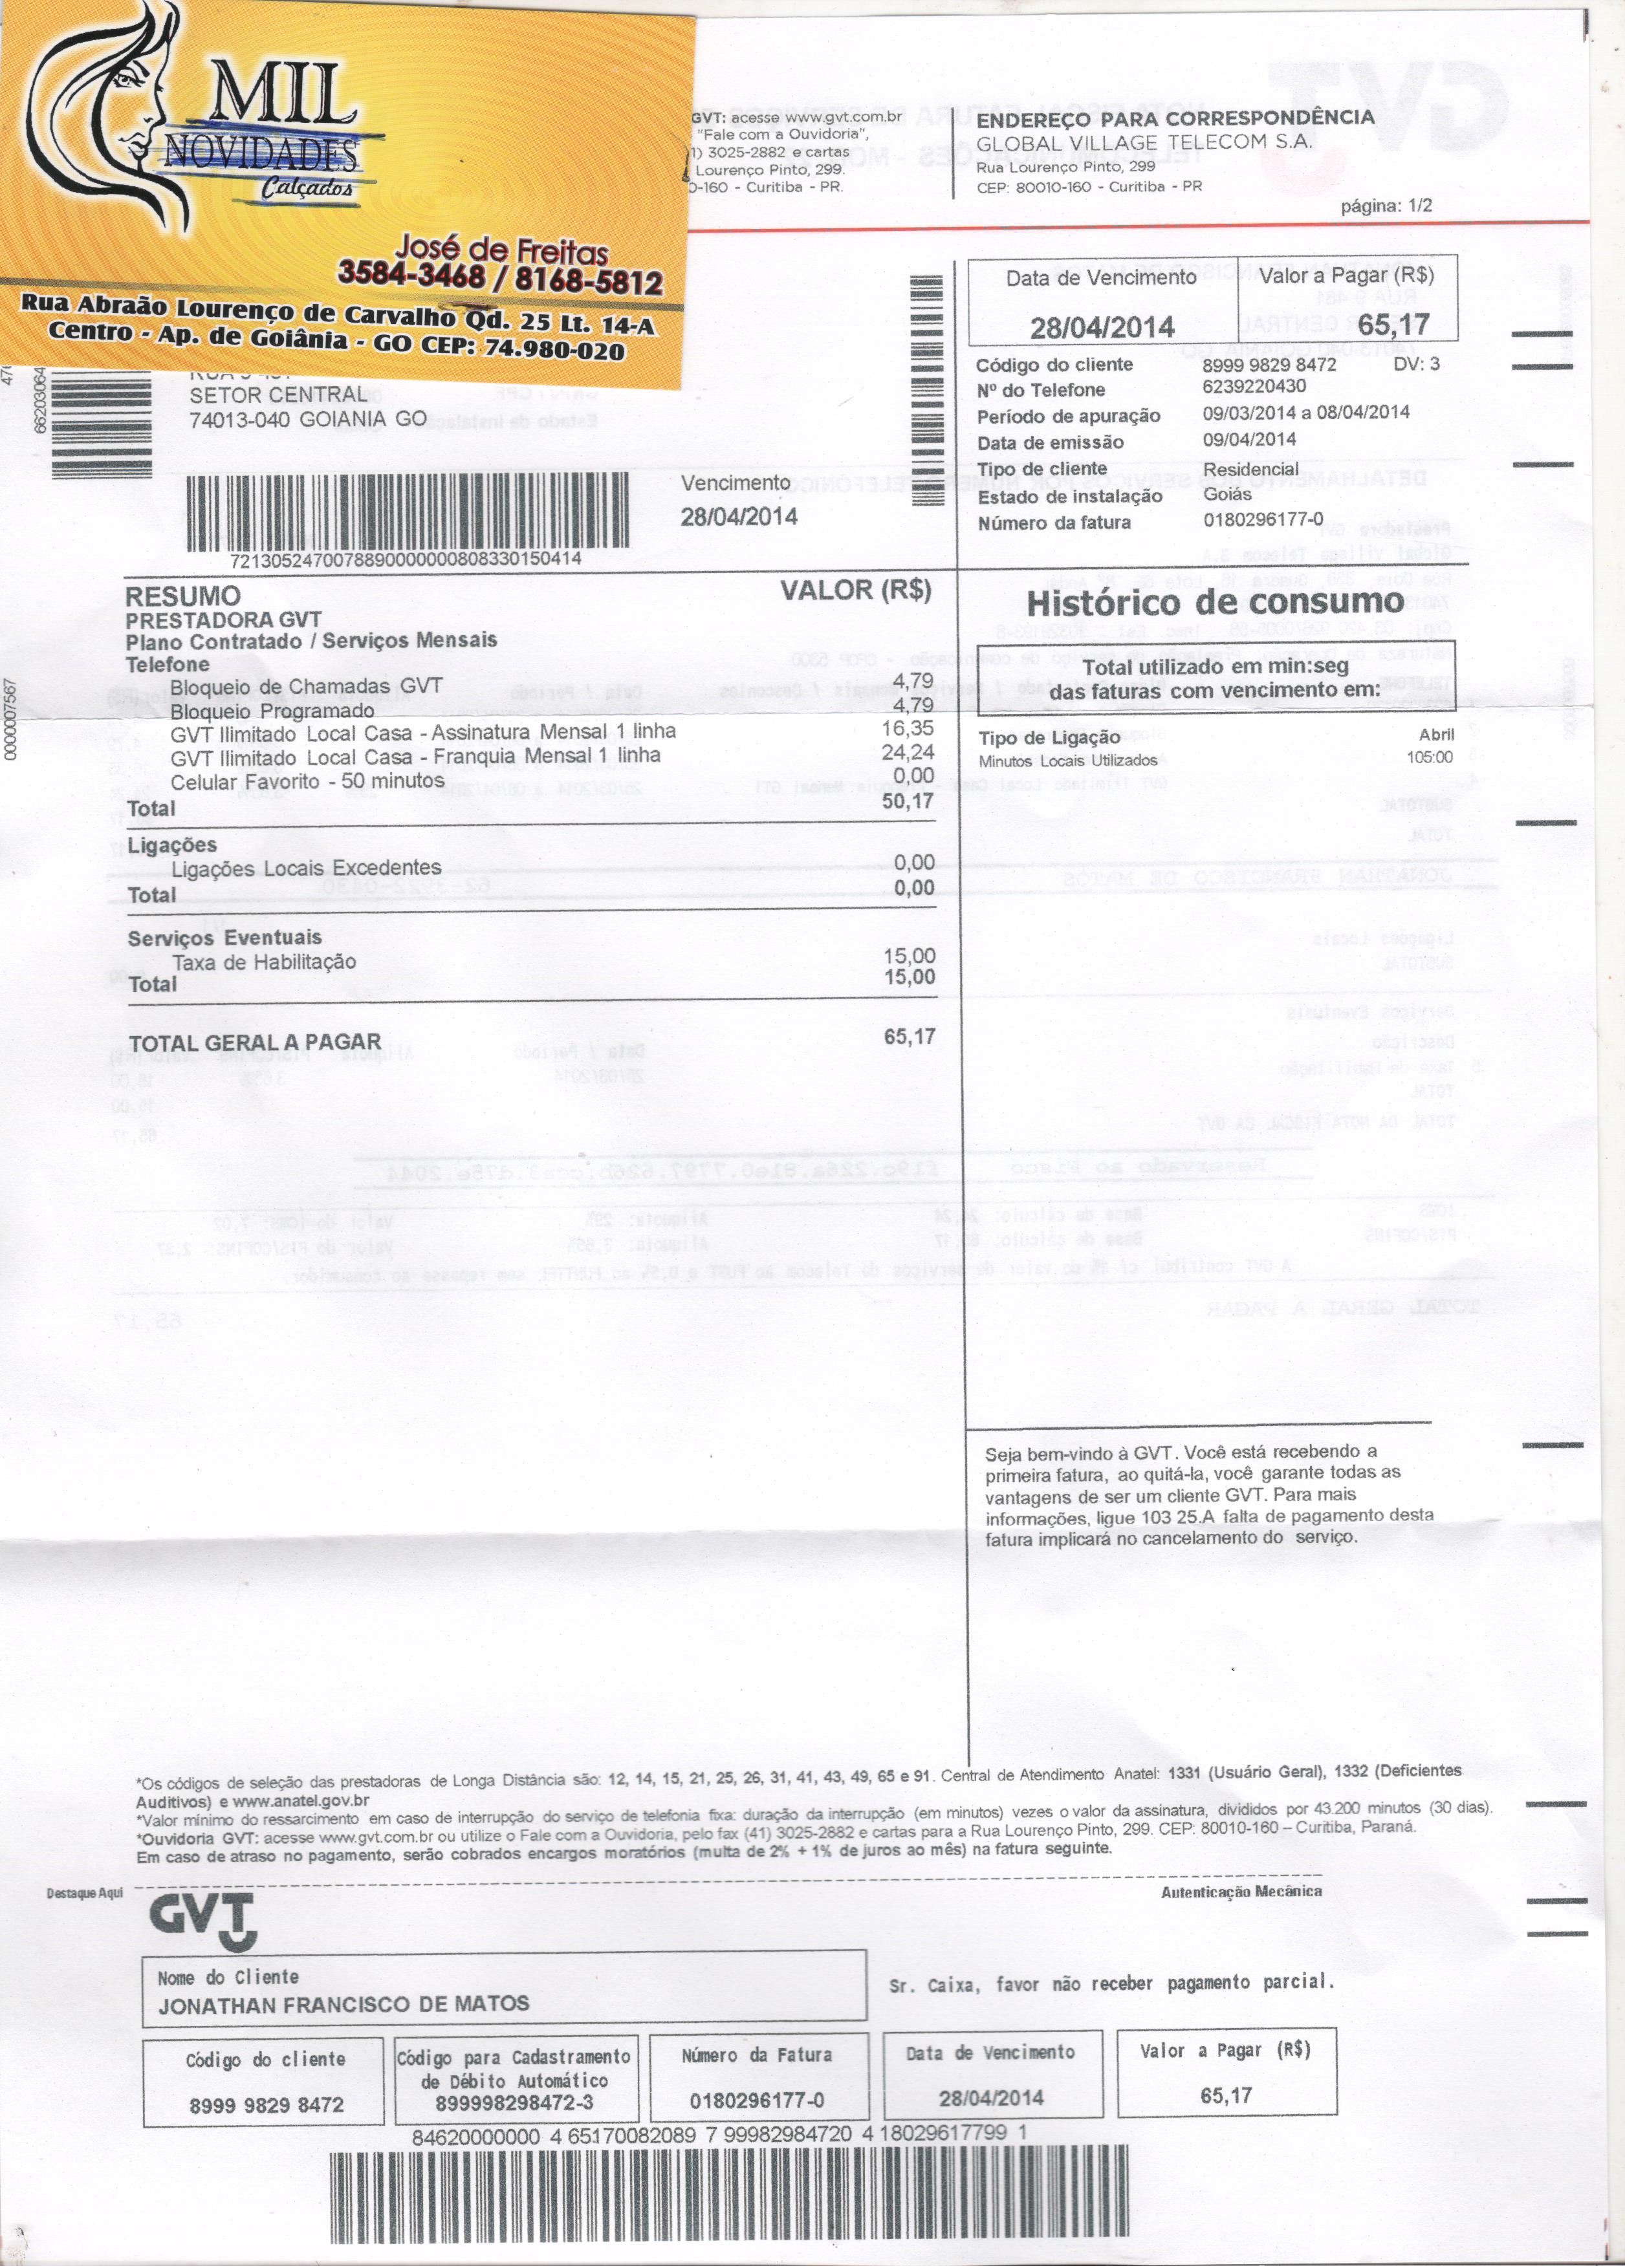 MIL
NOVIDADES
Calçados
José de Freitas
3584-3468 / 8168-5812
Rua Abraão Lourenço de Carvalho Qd. 25 Lt. 14-A
Centro - Ap. de Goiânia - GO CEP: 74.980-020
GVT: acesse www.gvt.com.br
"Fale com a Ouvidoria",
1) 3025-2882 e cartas
Lourenço Pinto, 299.
0-160 - Curitiba - PR.
ENDEREÇO PARA CORRESPONDÊNCIA
GLOBAL VILLAGE TELECOM S.A.
Rua Lourenço Pinto, 299
CEP: 80010-160 - Curitiba - PR
página: 1/2
Data de Vencimento
28/04/2014
Valor a Pagar (R$)
65,17
Código do cliente 8999 9829 8472 DV: 3
Nº do Telefone 6239220430
Período de apuração 09/03/2014 a 08/04/2014
Data de emissão 09/04/2014
Tipo de cliente Residencial
Estado de instalação Goiás
Número da fatura 0180296177-0
66203064
SETOR CENTRAL
74013-040 GOIANIA GO
Vencimento
28/04/2014
72130524700788900000000808330150414
0000007567
RESUMO VALOR (R$)
PRESTADORA GVT
Plano Contratado / Serviços Mensais
Telefone
Bloqueio de Chamadas GVT 4,79
Bloqueio Programado 4,79
GVT Ilimitado Local Casa - Assinatura Mensal 1 linha 16,35
GVT Ilimitado Local Casa - Franquia Mensal 1 linha 24,24
Celular Favorito - 50 minutos 0,00
Total 50,17
Ligações
Ligações Locais Excedentes 0,00
Total 0,00
Serviços Eventuais
Taxa de Habilitação 15,00
Total 15,00
TOTAL GERAL A PAGAR 65,17
Histórico de consumo
Total utilizado em min:seg
das faturas com vencimento em:
Tipo de Ligação Abril
Minutos Locais Utilizados 105:00
Seja bem-vindo à GVT. Você está recebendo a
primeira fatura, ao quitá-la, você garante todas as
vantagens de ser um cliente GVT. Para mais
informações, ligue 103 25.A falta de pagamento desta
fatura implicará no cancelamento do serviço.
*Os códigos de seleção das prestadoras de Longa Distância são: 12, 14, 15, 21, 25, 26, 31, 41, 43, 49, 65 e 91. Central de Atendimento Anatel: 1331 (Usuário Geral), 1332 (Deficientes
Auditivos) e www.anatel.gov.br
*Valor mínimo do ressarcimento em caso de interrupção do serviço de telefonia fixa: duração da interrupção (em minutos) vezes o valor da assinatura, divididos por 43.200 minutos (30 dias).
*Ouvidoria GVT: acesse www.gvt.com.br ou utilize o Fale com a Ouvidoria, pelo fax (41) 3025-2882 e cartas para a Rua Lourenço Pinto, 299. CEP: 80010-160 – Curitiba, Paraná.
Em caso de atraso no pagamento, serão cobrados encargos moratórios (multa de 2% + 1% de juros ao mês) na fatura seguinte.
Destaque Aqui
Autenticação Mecânica
GVT
Nome do Cliente
JONATHAN FRANCISCO DE MATOS
Sr. Caixa, favor não receber pagamento parcial.
Código do cliente
8999 9829 8472
Código para Cadastramento
de Débito Automático
899998298472-3
Número da Fatura
0180296177-0
Data de Vencimento
28/04/2014
Valor a Pagar (R$)
65,17
84620000000 4 65170082089 7 99982984720 4 18029617799 1